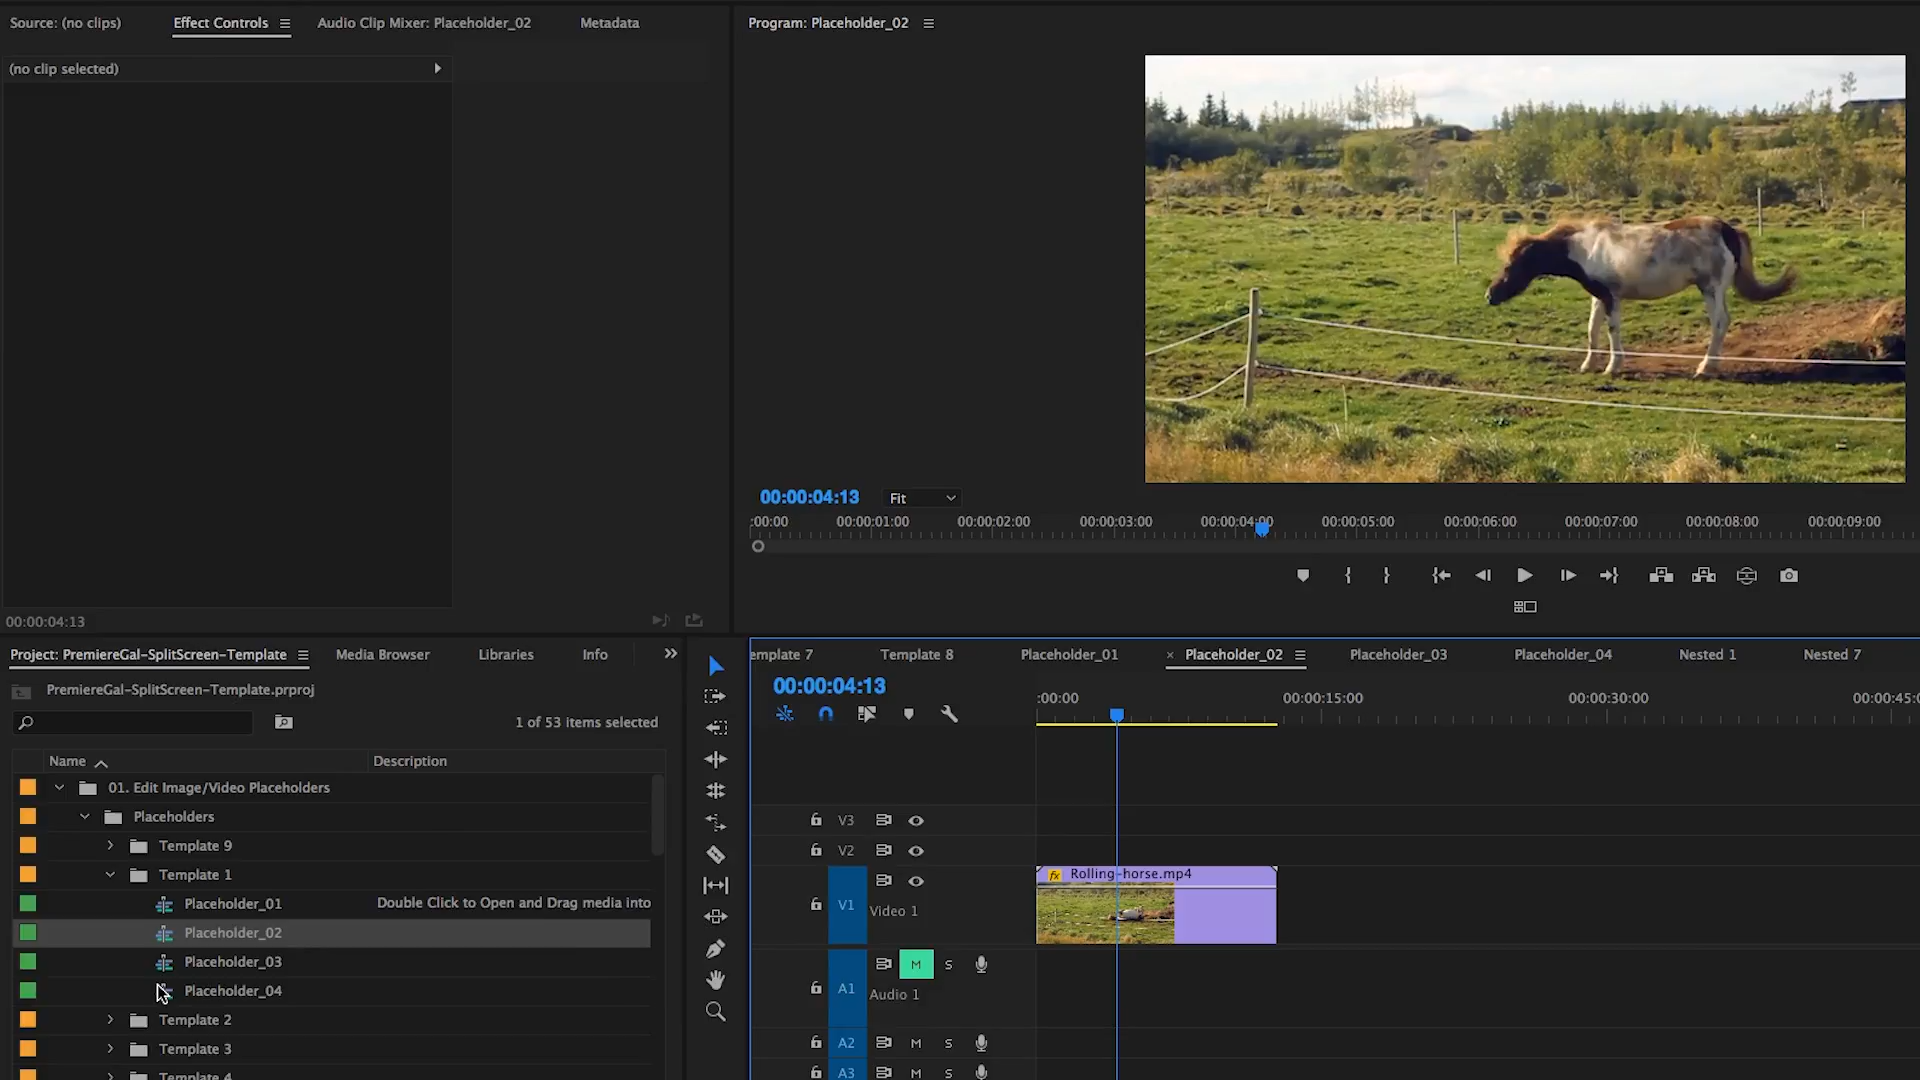 Source: (no clips) Effect Controls Audio Clip Mixer: Placeholder_02 Metadata
(no clip selected)
00:00:04:13
Program: Placeholder_02
00:00:04:13 Fit
:00:00 00:00:01:00 00:00:02:00 00:00:03:00 00:00:04:00 00:00:05:00 00:00:06:00 00:00:07:00 00:00:08:00 00:00:09:00
Project: PremiereGal-SplitScreen-Template Media Browser Libraries Info
PremiereGal-SplitScreen-Template.prproj
1 of 53 items selected
Name Description
01. Edit Image/Video Placeholders
Placeholders
Template 9
Template 1
Placeholder_01 Double Click to Open and Drag media into
Placeholder_02
Placeholder_03
Placeholder_04
Template 2
Template 3
Template 4
emplate 7 Template 8 Placeholder_01 × Placeholder_02 Placeholder_03 Placeholder_04 Nested 1 Nested 7
00:00:04:13
:00:00 00:00:15:00 00:00:30:00 00:00:45:0
V3
V2
fx Rolling-horse.mp4
V1 Video 1
M S
A1 Audio 1
A2 M S
A3 M S